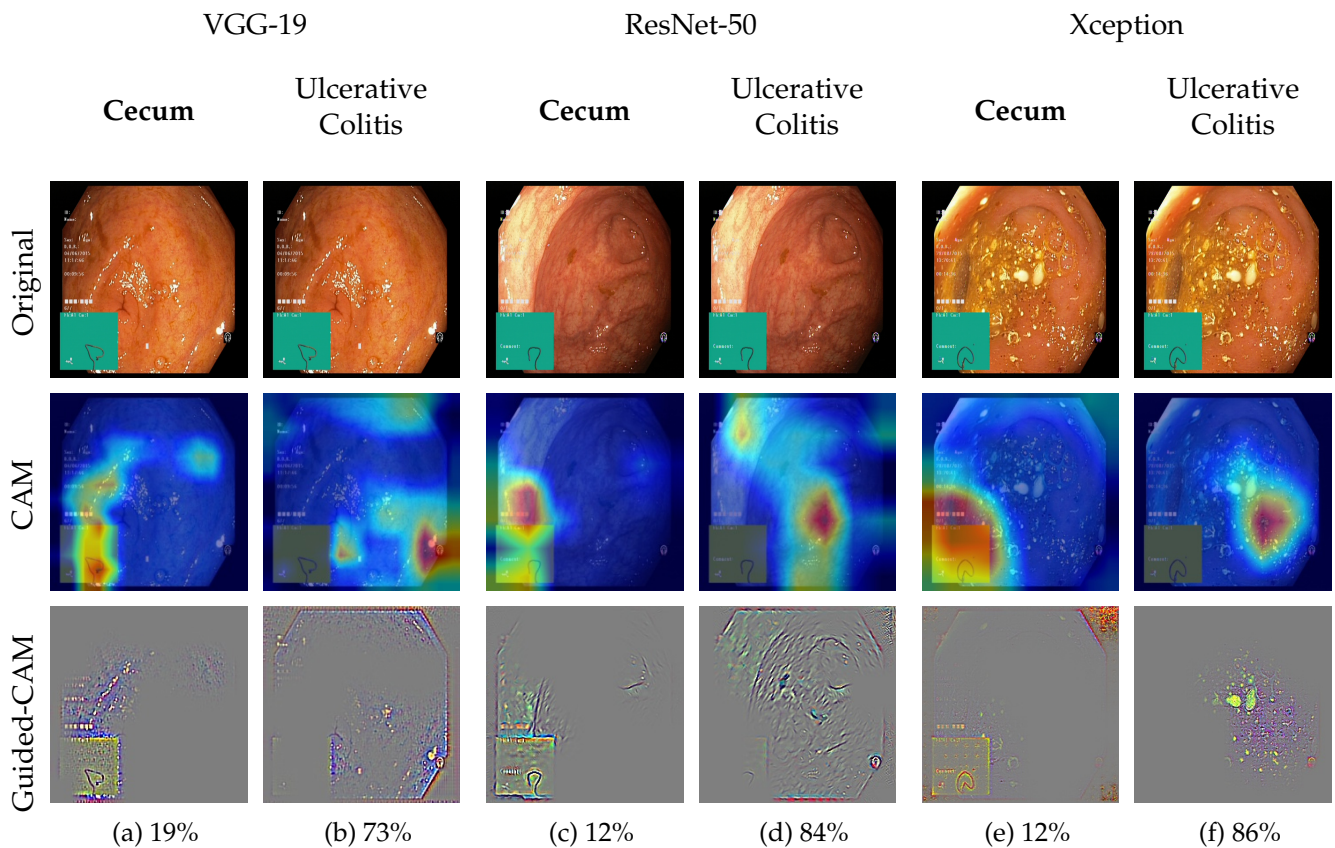 VGG-19 ResNet-50 Xception
Cecum Ulcerative Colitis Cecum Ulcerative Colitis Cecum Ulcerative Colitis
Original
CAM
Guided-CAM
(a) 19% (b) 73% (c) 12% (d) 84% (e) 12% (f) 86%